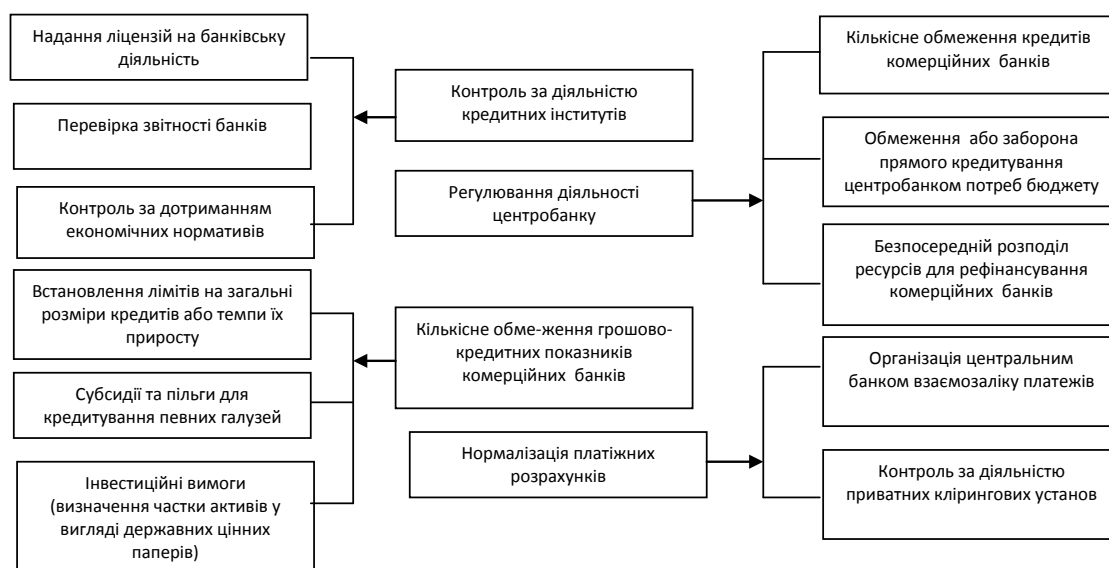 Надання ліцензій на банківську
діяльність
Перевірка звітності банків
Контроль за дотриманням
економічних нормативів
Встановлення лімітів на загальні
розміри кредитів або темпи їх
приросту
Субсидії та пільги для
кредитування певних галузей
Інвестиційні вимоги
(визначення частки активів у
вигляді державних цінних
паперів)
Контроль за діяльністю
кредитних інститутів
Регулювання діяльності
центробанку
Кількісне обме-ження грошово-
кредитних показників
комерційних банків
Нормалізація платіжних
розрахунків
Кількісне обмеження кредитів
комерційних банків
Обмеження або заборона
прямого кредитування
центробанком потреб бюджету
Безпосередній розподіл
ресурсів для рефінансування
комерційних банків
Організація центральним
банком взаємозаліку платежів
Контроль за діяльністю
приватних клірингових установ